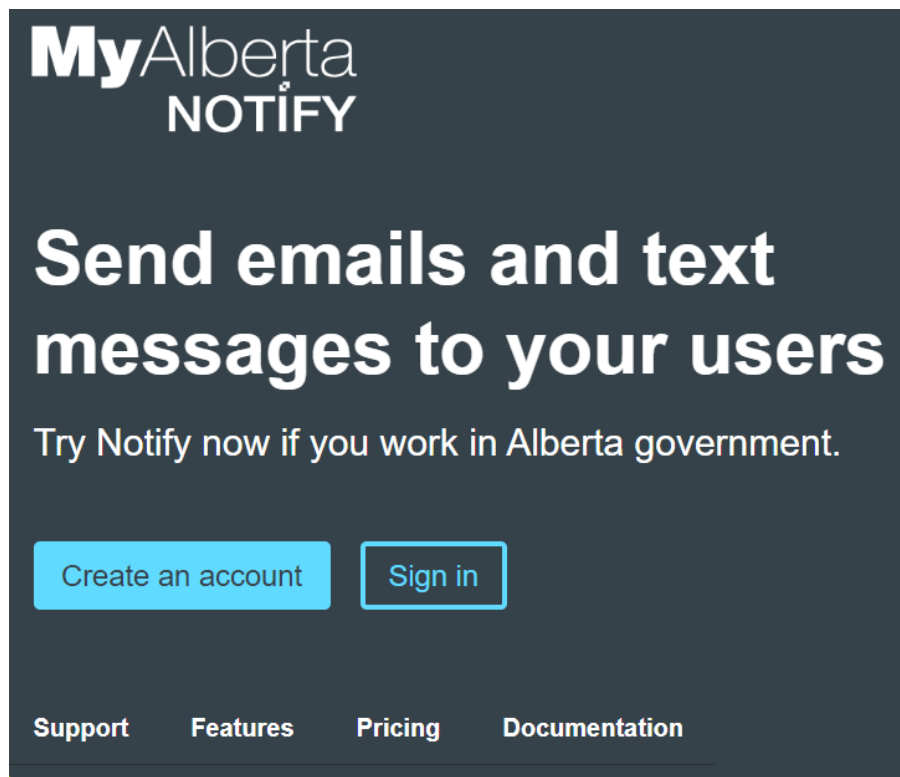 MyAlberta
NOTIFY
Send emails and text
messages to your users
Try Notify now if you work in Alberta government.
Create an account Sign in
Support Features Pricing Documentation